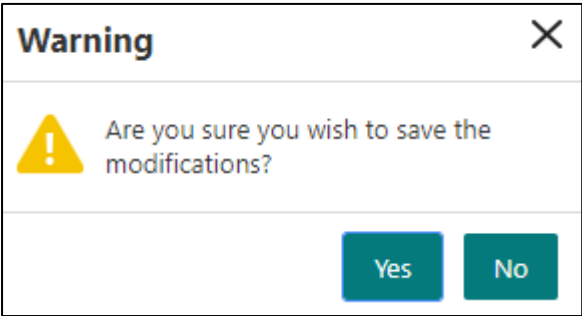 Warning
Are you sure you wish to save the
modifications?
Yes No